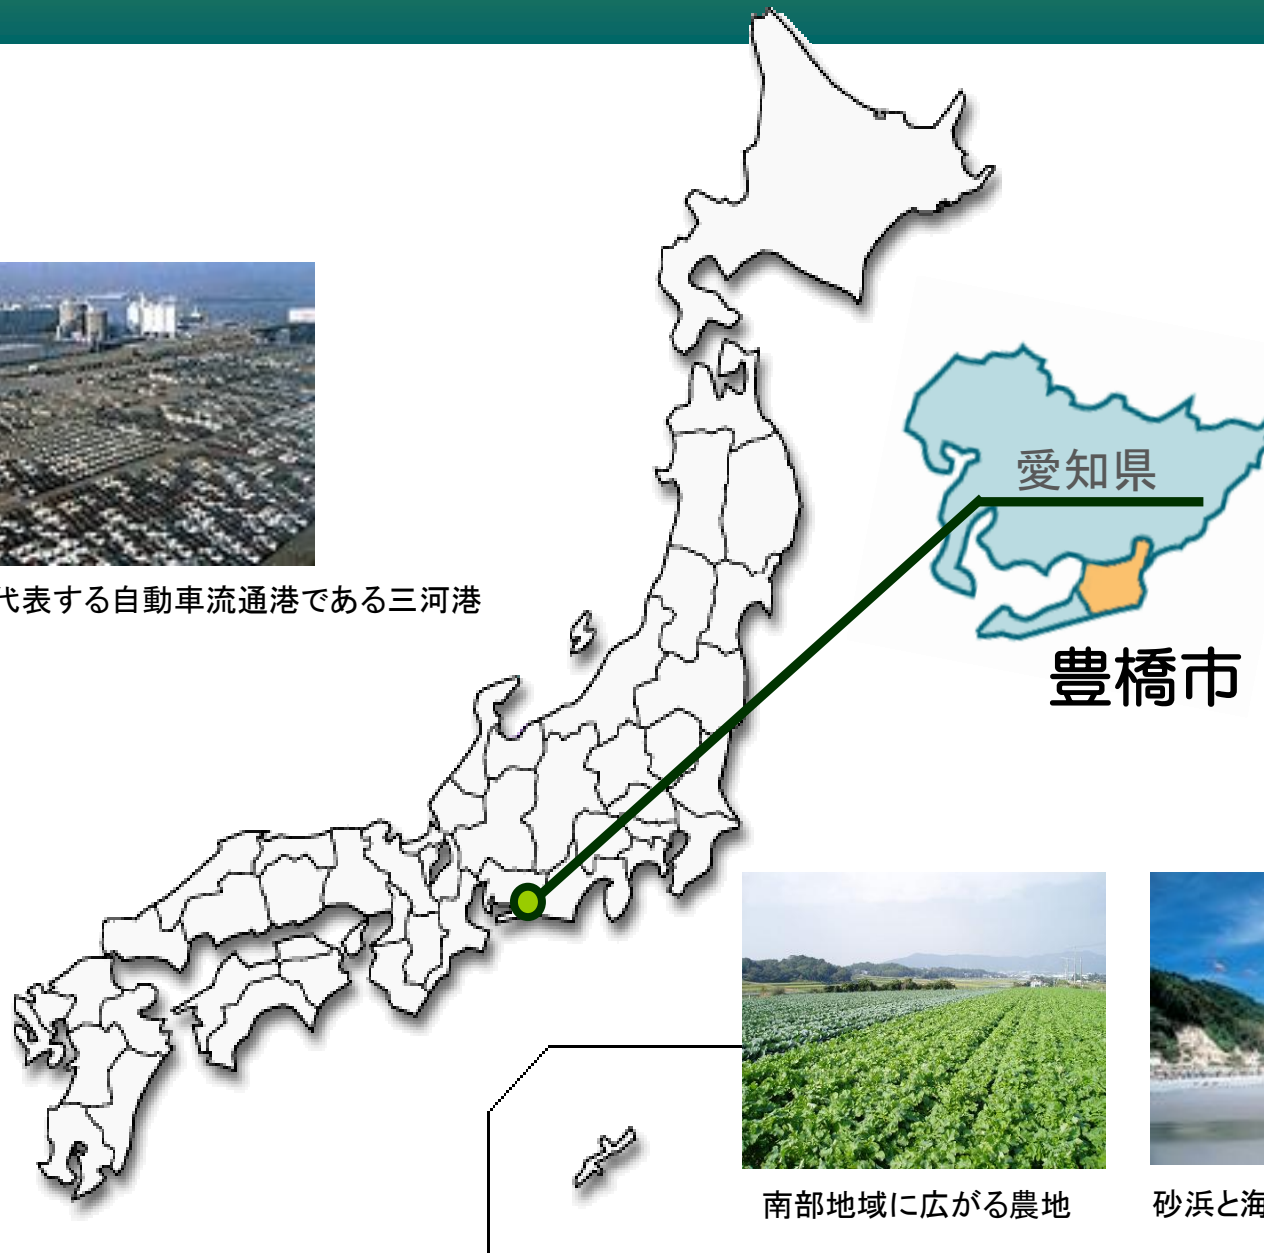 愛知県
代表する自動車流通港である三河港
豊橋市
南部地域に広がる農地
砂浜と海